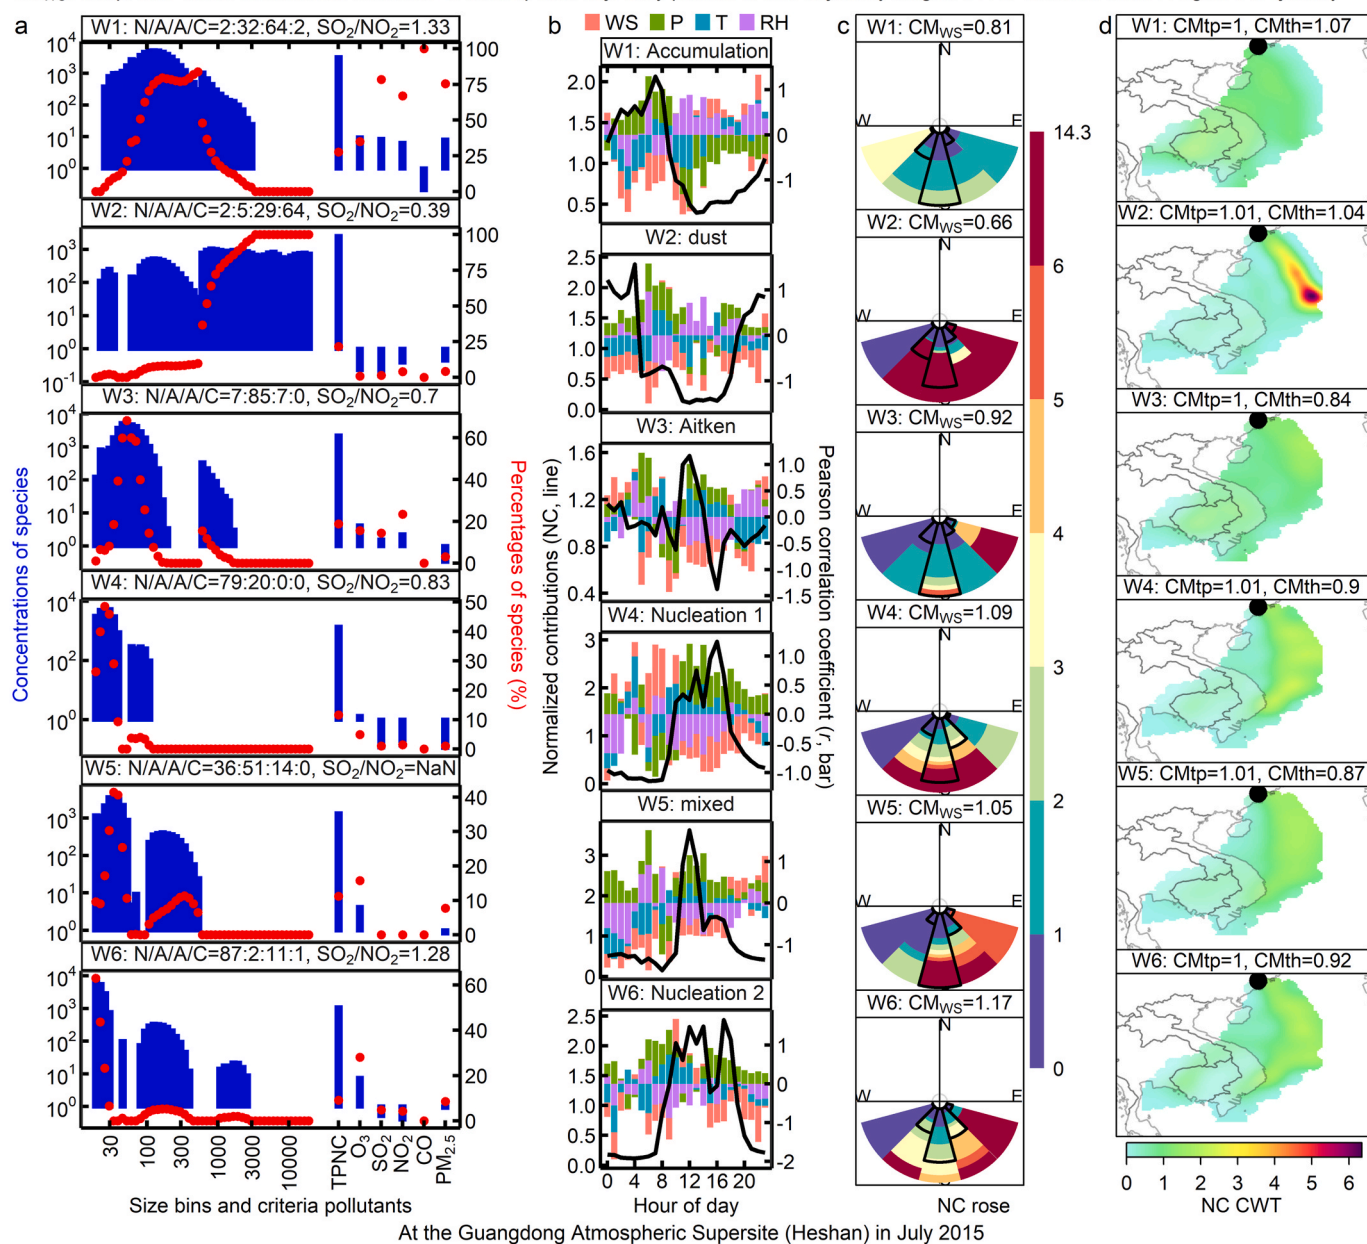 a
b
c
d
WS P T RH
W1: N/A/A/C=2:32:64:2, SO2/NO2=1.33
W1: Accumulation
W1: CMWS=0.81
W1: CMtp=1, CMth=1.07
W2: N/A/A/C=2:5:29:64, SO2/NO2=0.39
W2: dust
W2: CMWS=0.66
W2: CMtp=1.01, CMth=1.04
W3: N/A/A/C=7:85:7:0, SO2/NO2=0.7
W3: Aitken
W3: CMWS=0.92
W3: CMtp=1, CMth=0.84
W4: N/A/A/C=79:20:0:0, SO2/NO2=0.83
W4: Nucleation 1
W4: CMWS=1.09
W4: CMtp=1.01, CMth=0.9
W5: N/A/A/C=36:51:14:0, SO2/NO2=NaN
W5: mixed
W5: CMWS=1.05
W5: CMtp=1.01, CMth=0.87
W6: N/A/A/C=87:2:11:1, SO2/NO2=1.28
W6: Nucleation 2
W6: CMWS=1.17
W6: CMtp=1, CMth=0.92
Concentrations of species
Percentages of species (%)
Normalized contributions (NC, line)
Pearson correlation coefficient (r, bar)
14.3
6
5
4
3
2
1
0
30 100 300 1000 3000 10000 TPNC O3 SO2 NO2 CO PM2.5
0 4 8 12 16 20
0 1 2 3 4 5 6
Size bins and criteria pollutants
Hour of day
NC rose
NC CWT
At the Guangdong Atmospheric Supersite (Heshan) in July 2015